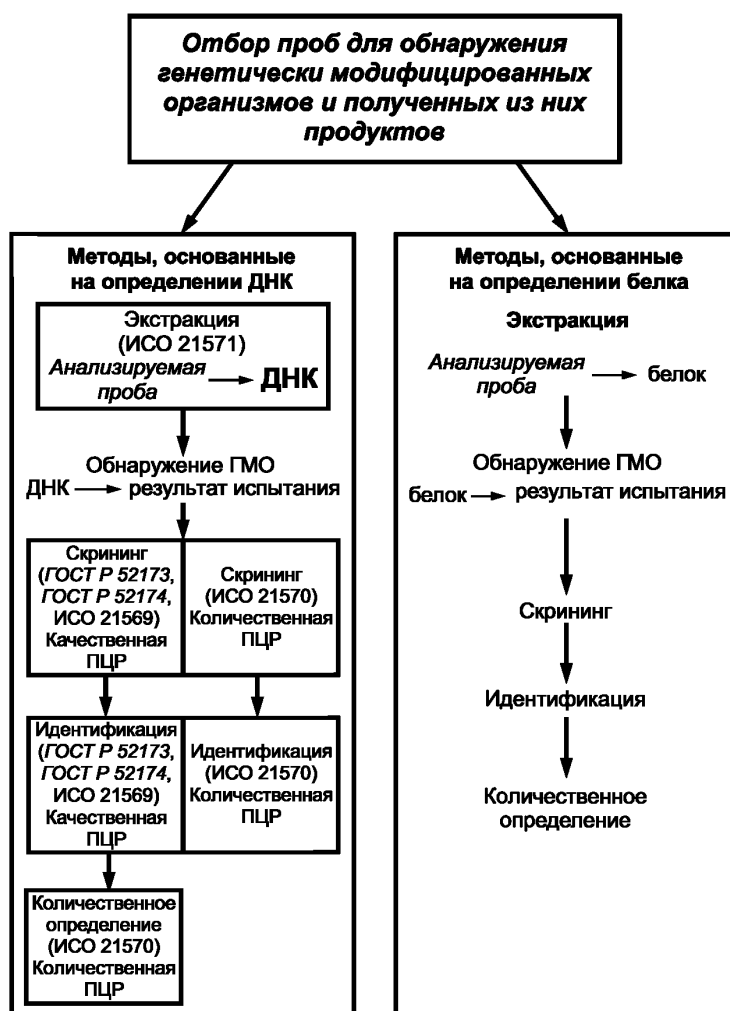 Отбор проб для обнаружения
генетически модифицированных
организмов и полученных из них
продуктов
Методы, основанные
на определении ДНК
Экстракция
(ИСО 21571)
Анализируемая
проба
ДНК
Обнаружение ГМО
ДНК
результат испытания
Скрининг
(ГОСТ Р 52173,
ГОСТ Р 52174,
ИСО 21569)
Качественная
ПЦР
Скрининг
(ИСО 21570)
Количественная
ПЦР
Идентификация
(ГОСТ Р 52173,
ГОСТ Р 52174,
ИСО 21569)
Качественная
ПЦР
Идентификация
(ИСО 21570)
Количественная
ПЦР
Количественное
определение
(ИСО 21570)
Количественная
ПЦР
Методы, основанные
на определении белка
Экстракция
Анализируемая
проба
белок
Обнаружение ГМО
белок
результат испытания
Скрининг
Идентификация
Количественное
определение